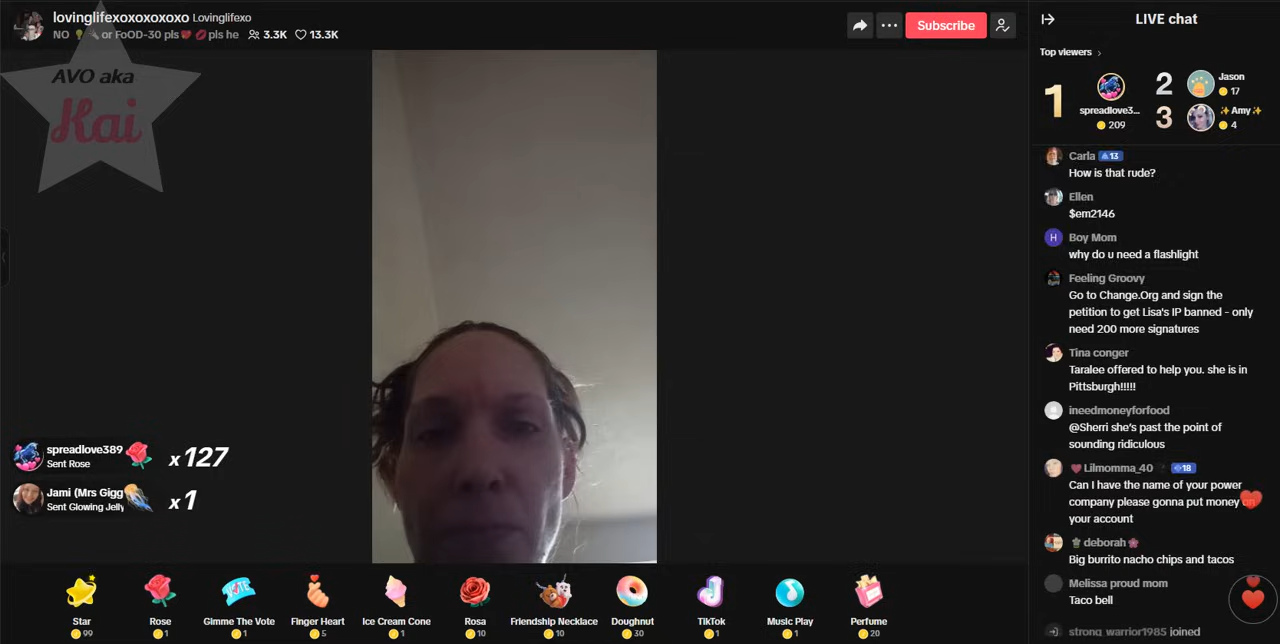 lovinglifexoxoxoxoxo Lovinglifexo
NO or FoOD-30 pls pls he 3.3K 13.3K
Subscribe
AVO aka
Kai
spreadlove389
Sent Rose
x 127
Jami (Mrs Gigg
Sent Glowing Jelly
x 1
Star
99
Rose
1
GIMME THE VOTE
1
Finger Heart
5
Ice Cream Cone
1
Rosa
10
Friendship Necklace
10
Doughnut
30
TikTok
1
Music Play
1
Perfume
20
LIVE chat
Top viewers
1
spreadlove3...
209
2
Jason
17
3
Amy
4
Carla 13
How is that rude?
Ellen
$em2146
H Boy Mom
why do u need a flashlight
Feeling Groovy
Go to Change.Org and sign the
petition to get Lisa's IP banned - only
need 200 more signatures
Tina conger
Taralee offered to help you. she is in
Pittsburgh!!!!!
ineedmoneyforfood
@Sherri she's past the point of
sounding ridiculous
Lilmomma_40 18
Can I have the name of your power
company please gonna put money on
your account
deborah
Big burrito nacho chips and tacos
Melissa proud mom
Taco bell
strong_warrior1985 joined